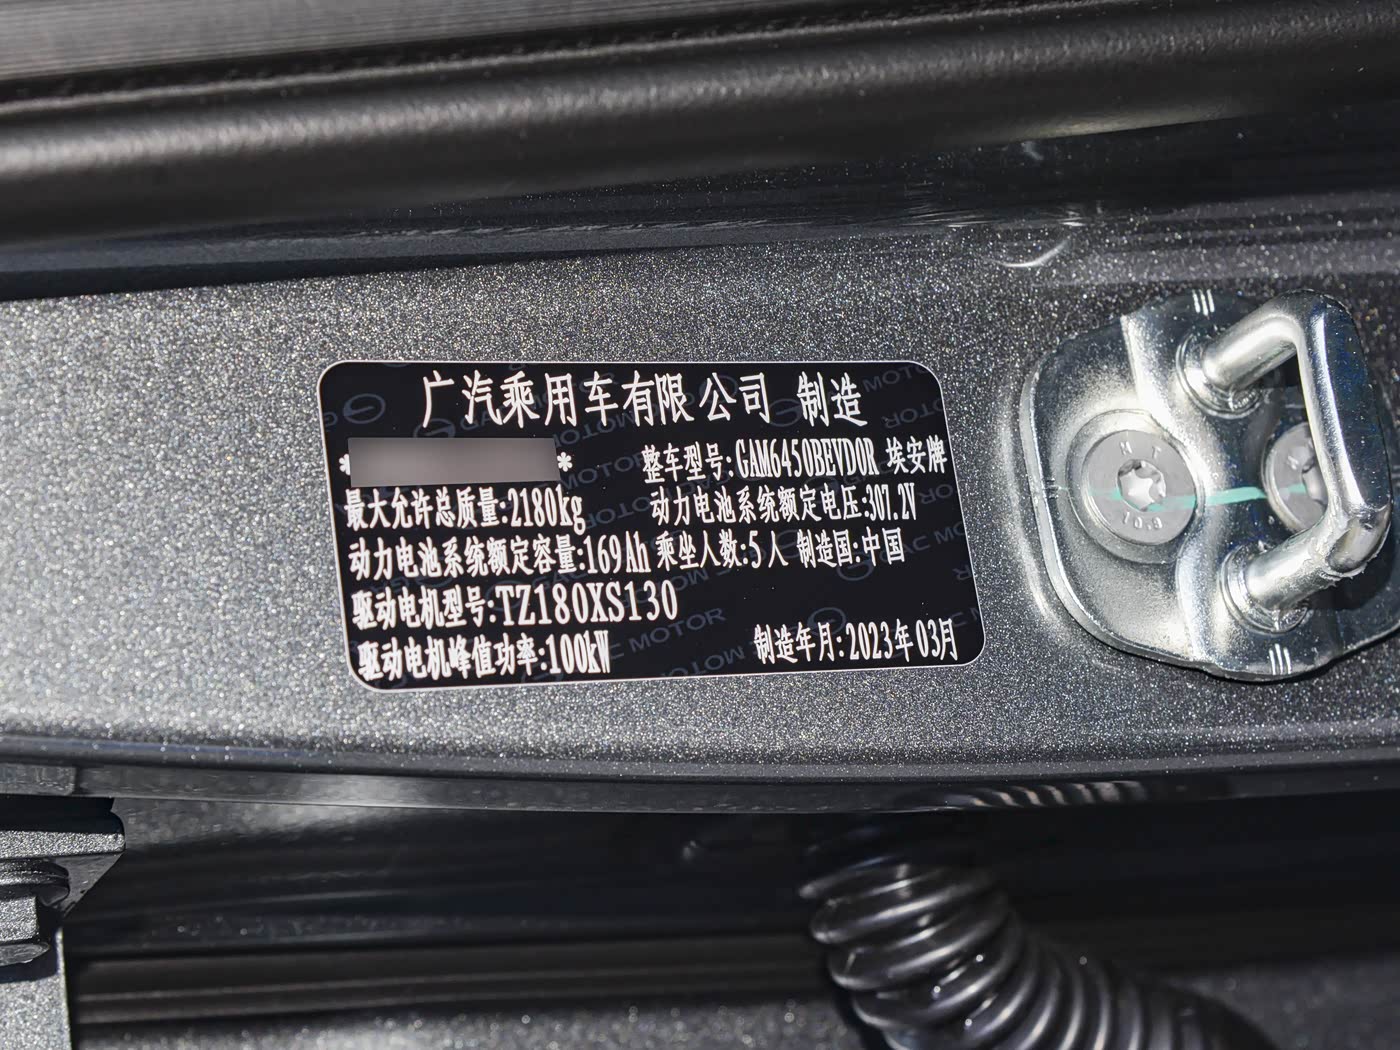 广汽乘用车有限公司 制造
* * 整车型号:GAM6450BEVD0R 埃安牌
最大允许总质量:2180kg 动力电池系统额定电压:307.2V
动力电池系统额定容量:169Ah 乘坐人数:5人 制造国:中国
驱动电机型号:TZ180XS130
驱动电机峰值功率:100kW 制造年月:2023年03月
10.9